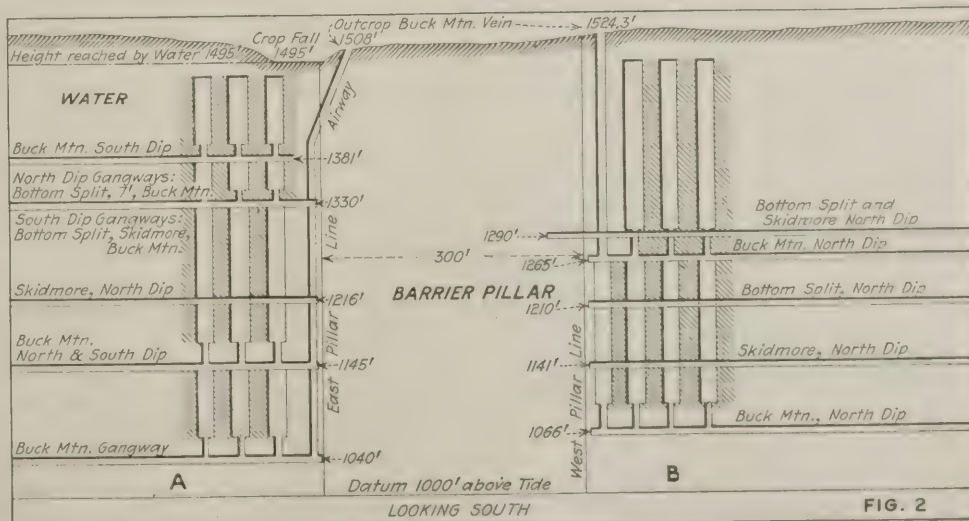 Outcrop Buck Mtn. Vein
1508'
1524.3'
Crop Fall
1495'
Height reached by Water 1495'
WATER
Airway
Buck Mtn. South Dip
1381'
North Dip Gangways:
Bottom Split, 7', Buck Mtn.
1330'
South Dip Gangways:
Bottom Split, Skidmore,
Buck Mtn.
Skidmore, North Dip
1216'
Buck Mtn.
North & South Dip
1145'
Buck Mtn. Gangway
1040'
A
East Pillar Line
300'
BARRIER PILLAR
West Pillar Line
Bottom Split and
Skidmore North Dip
1290'
Buck Mtn. North Dip
1265'
Bottom Split, North Dip
1210'
Skidmore, North Dip
1141'
Buck Mtn., North Dip
1066'
B
Datum 1000' above Tide
LOOKING SOUTH
FIG. 2